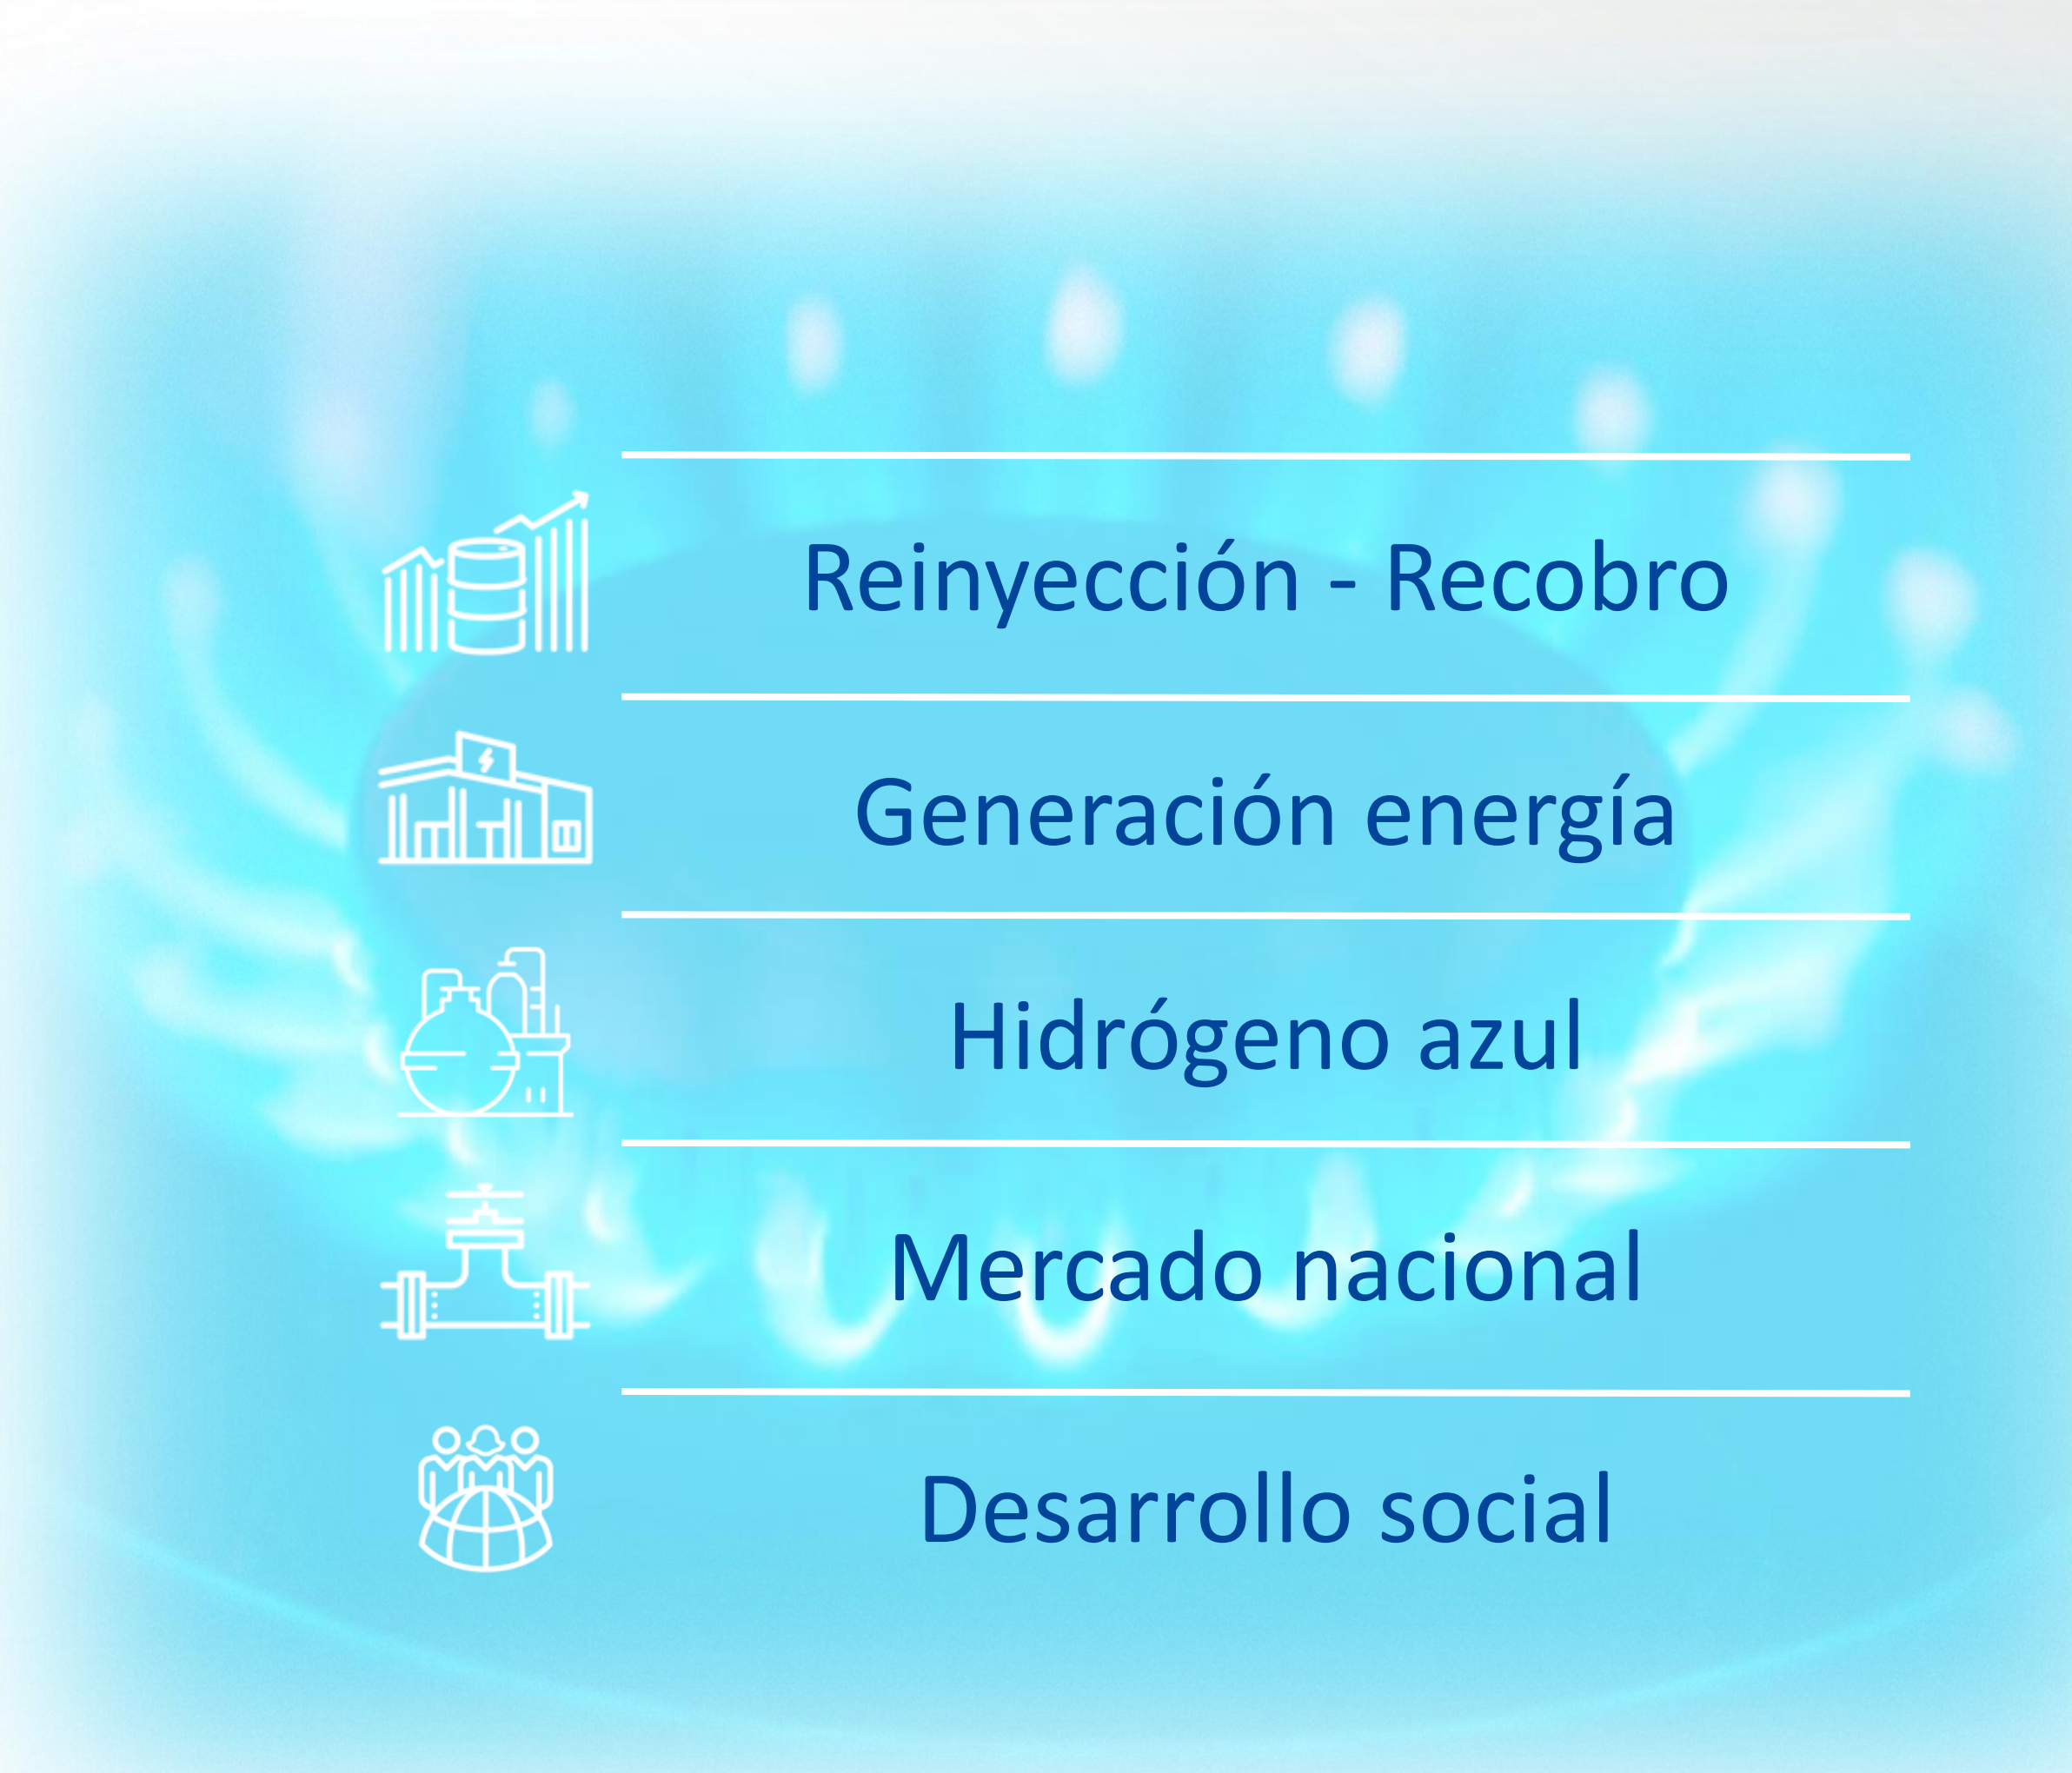 Reinyección - Recobro
Generación energía
Hidrógeno azul
Mercado nacional
Desarrollo social